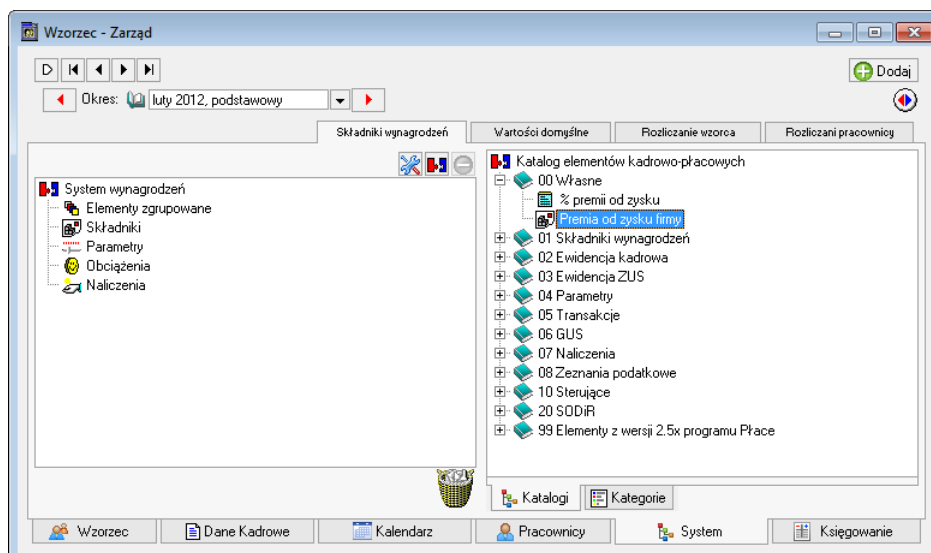 Wzorzec - Zarząd
D
Dodaj
Okres: luty 2012, podstawowy
Składniki wynagrodzeń Wartości domyślne Rozliczanie wzorca Rozliczani pracownicy
System wynagrodzeń
Elementy zgrupowane
Składniki
Parametry
Obciążenia
Naliczenia
Katalog elementów kadrowo-płacowych
00 Własne
% premii od zysku
Premia od zysku firmy
01 Składniki wynagrodzeń
02 Ewidencja kadrowa
03 Ewidencja ZUS
04 Parametry
05 Transakcje
06 GUS
07 Naliczenia
08 Zeznania podatkowe
10 Sterujące
20 SODiR
99 Elementy z wersji 2.5x programu Płace
Katalogi Kategorie
Wzorzec Dane Kadrowe Kalendarz Pracownicy System Księgowanie